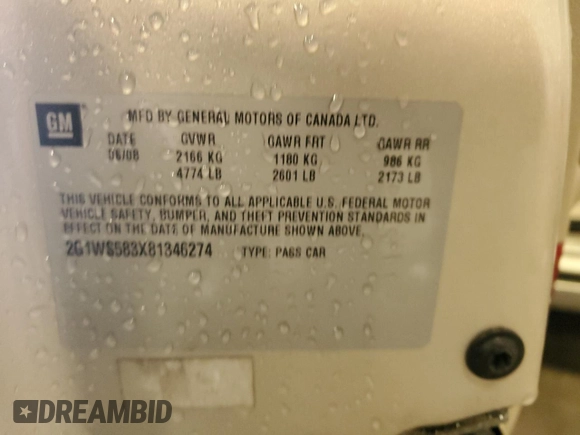 GM
MFD BY GENERAL MOTORS OF CANADA LTD.
DATE GVWR GAWR FRT GAWR RR
06/08 2166 KG 1180 KG 986 KG
4774 LB 2601 LB 2173 LB
THIS VEHICLE CONFORMS TO ALL APPLICABLE U.S. FEDERAL MOTOR
VEHICLE SAFETY, BUMPER, AND THEFT PREVENTION STANDARDS IN
EFFECT ON THE DATE OF MANUFACTURE SHOWN ABOVE.
2G1WS583X81346274 TYPE: PASS CAR
DREAMBID